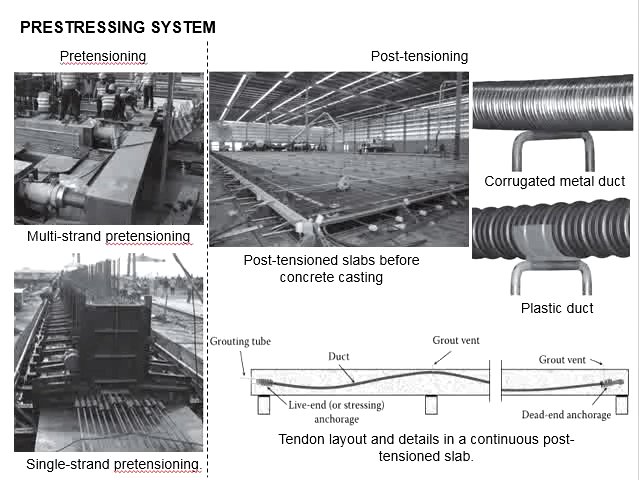 PRESTRESSING SYSTEM
Pretensioning
Post-tensioning
Multi-strand pretensioning
Single-strand pretensioning.
Post-tensioned slabs before
concrete casting
Corrugated metal duct
Plastic duct
Grouting tube
Duct
Grout vent
Grout vent
Live-end (or stressing)
anchorage
Dead-end anchorage
Tendon layout and details in a continuous post-
tensioned slab.